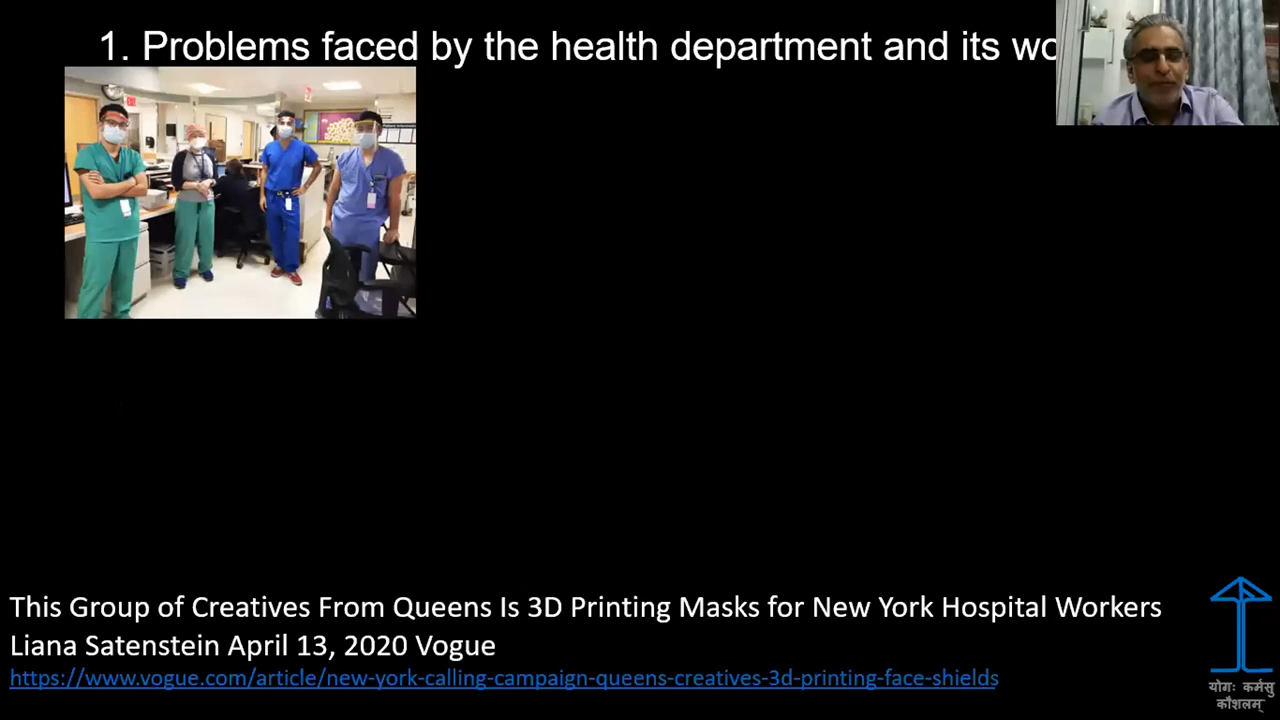 1. Problems faced by the health department and its wo
This Group of Creatives From Queens Is 3D Printing Masks for New York Hospital Workers
Liana Satenstein April 13, 2020 Vogue
https://www.vogue.com/article/new-york-calling-campaign-queens-creatives-3d-printing-face-shields
योगः कर्मसु
कौशलम्